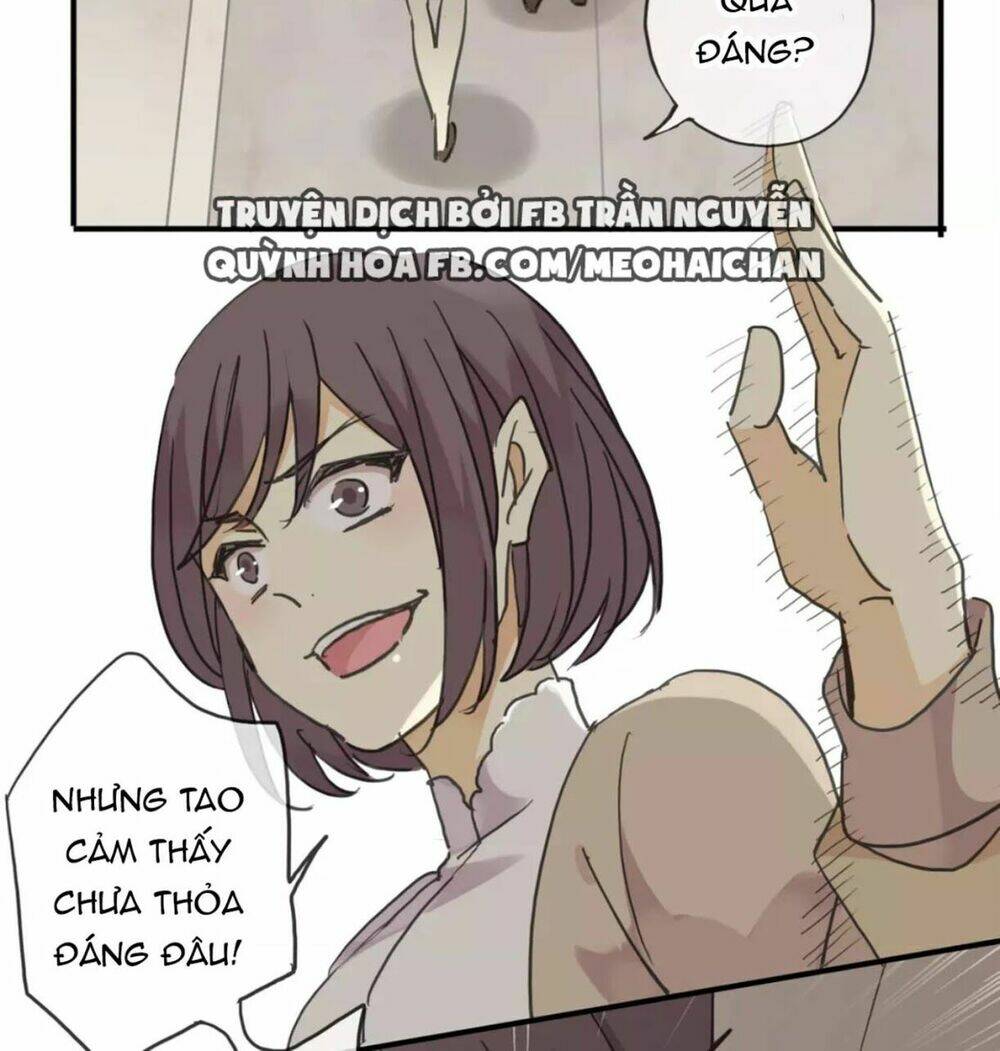 QUÁ
ĐÁNG?
TRUYỆN DỊCH BỞI FB TRẦN NGUYỄN
QUỲNH HOA FB.COM/MEOHAICHAN
NHƯNG TAO
CẢM THẤY
CHƯA THỎA
ĐÁNG ĐÂU!